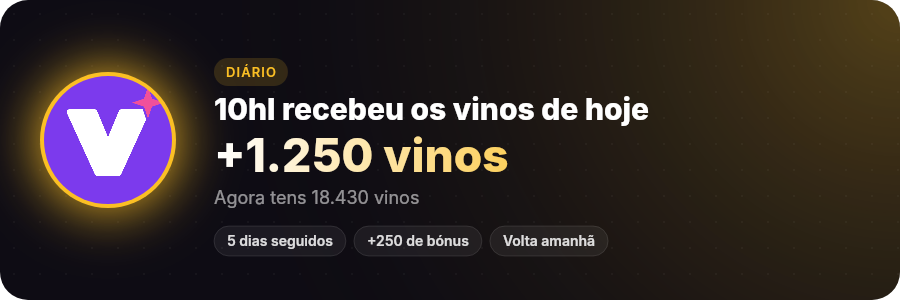 DIÁRIO
10hl recebeu os vinos de hoje
+1.250 vinos
Agora tens 18.430 vinos
5 dias seguidos
+250 de bónus
Volta amanhã